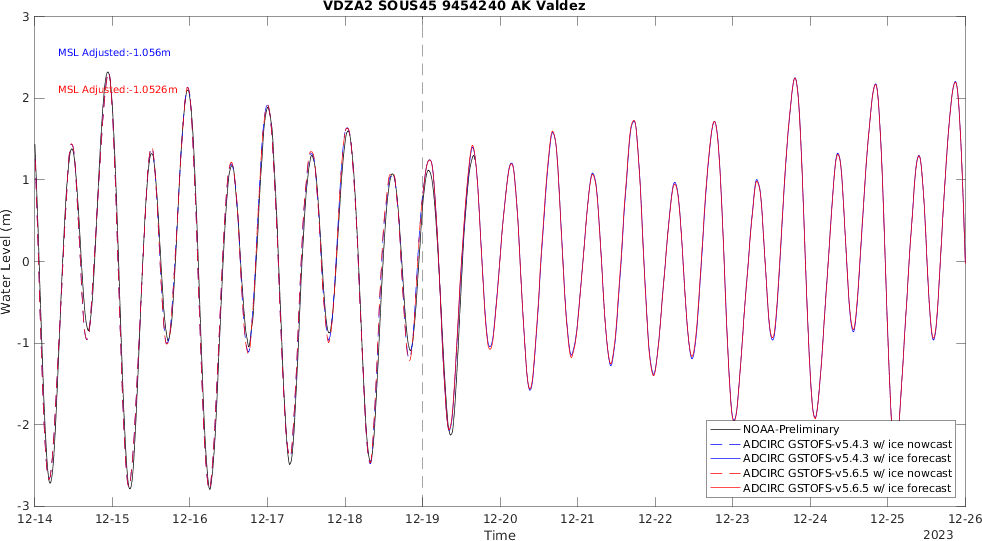 VDZA2 SOUS45 9454240 AK Valdez
MSL Adjusted:-1.056m
MSL Adjusted:-1.0526m
3
2
1
0
-1
-2
-3
Water Level (m)
NOAA-Preliminary
ADCIRC GSTOFS-v5.4.3 w/ ice nowcast
ADCIRC GSTOFS-v5.4.3 w/ ice forecast
ADCIRC GSTOFS-v5.6.5 w/ ice nowcast
ADCIRC GSTOFS-v5.6.5 w/ ice forecast
12-14 12-15 12-16 12-17 12-18 12-19 12-20 12-21 12-22 12-23 12-24 12-25 12-26
Time
2023